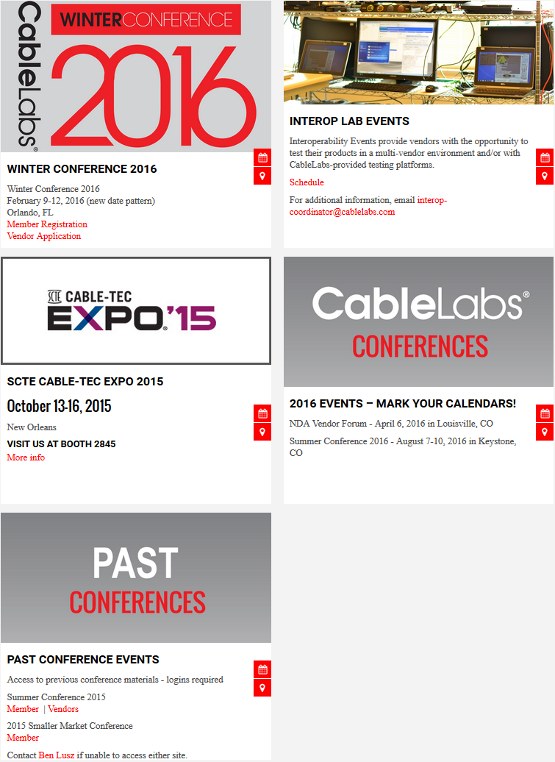 CableLabs®
WINTERCONFERENCE
2016
WINTER CONFERENCE 2016
Winter Conference 2016
February 9-12, 2016 (new date pattern)
Orlando, FL
Member Registration
Vendor Application
INTEROP LAB EVENTS
Interoperability Events provide vendors with the opportunity to
test their products in a multi-vendor environment and/or with
CableLabs-provided testing platforms.
Schedule
For additional information, email interop-
coordinator@cablelabs.com
SCTE CABLE-TEC
EXPO®'15
SCTE CABLE-TEC EXPO 2015
October 13-16, 2015
New Orleans
VISIT US AT BOOTH 2845
More info
CableLabs®
CONFERENCES
2016 EVENTS – MARK YOUR CALENDARS!
NDA Vendor Forum - April 6, 2016 in Louisville, CO
Summer Conference 2016 - August 7-10, 2016 in Keystone,
CO
PAST
CONFERENCES
PAST CONFERENCE EVENTS
Access to previous conference materials - logins required
Summer Conference 2015
Member | Vendors
2015 Smaller Market Conference
Member
Contact Ben Lusz if unable to access either site.